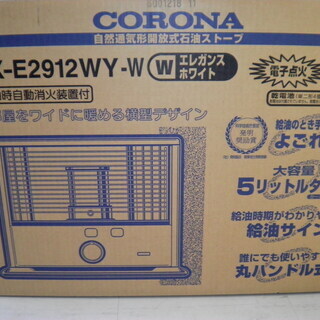 CORONA
自然通気形開放式石油ストーブ
X-E2912WY-W
W
エレガンス
ホワイト
電子点火
時自動消火装置付
屋をワイドに暖める横型デザイン
給油のとき手
よごれ
大容量
5リットルタ
給油時期がわかりや
給油サイン
誰にでも使いやす
丸ハンドル式